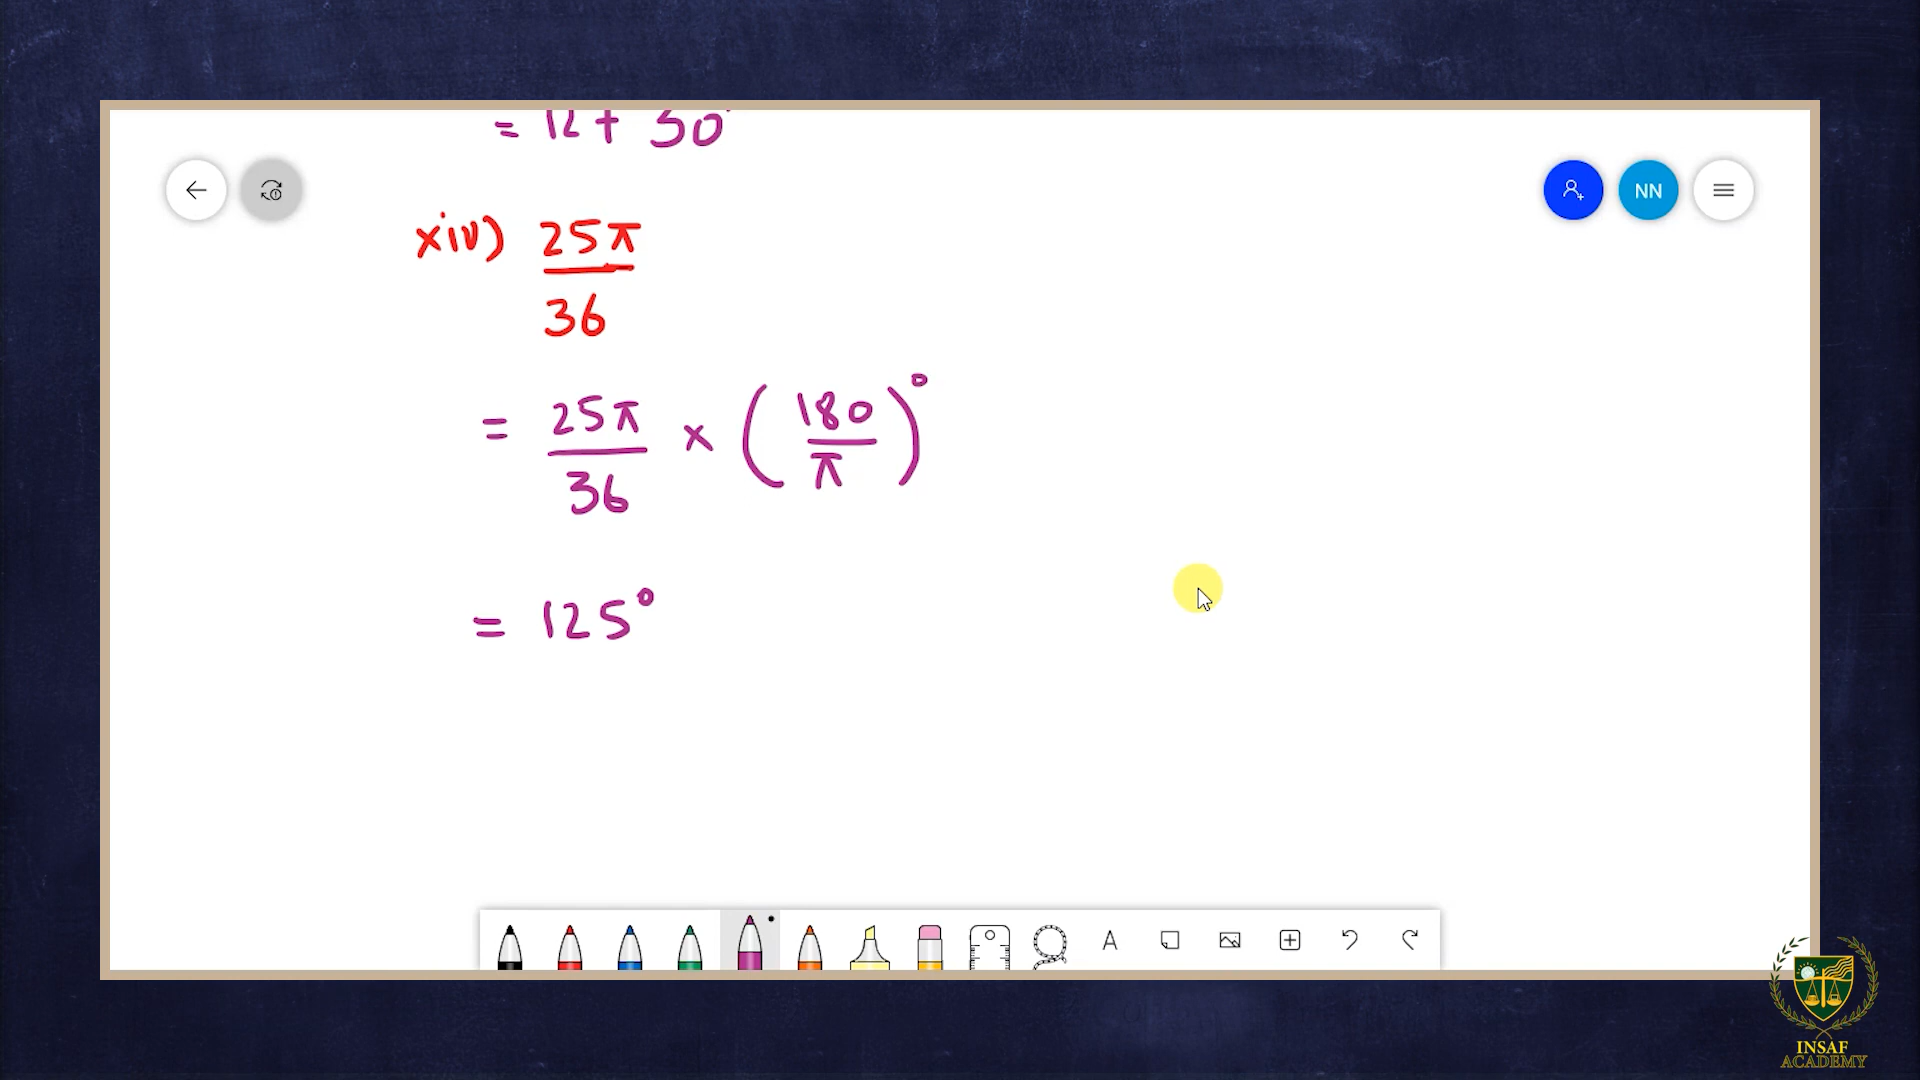 xiv) 25π
36
= 25π/36 × (180/π)°
= 125°
NN
A
INSAF
ACADEMY